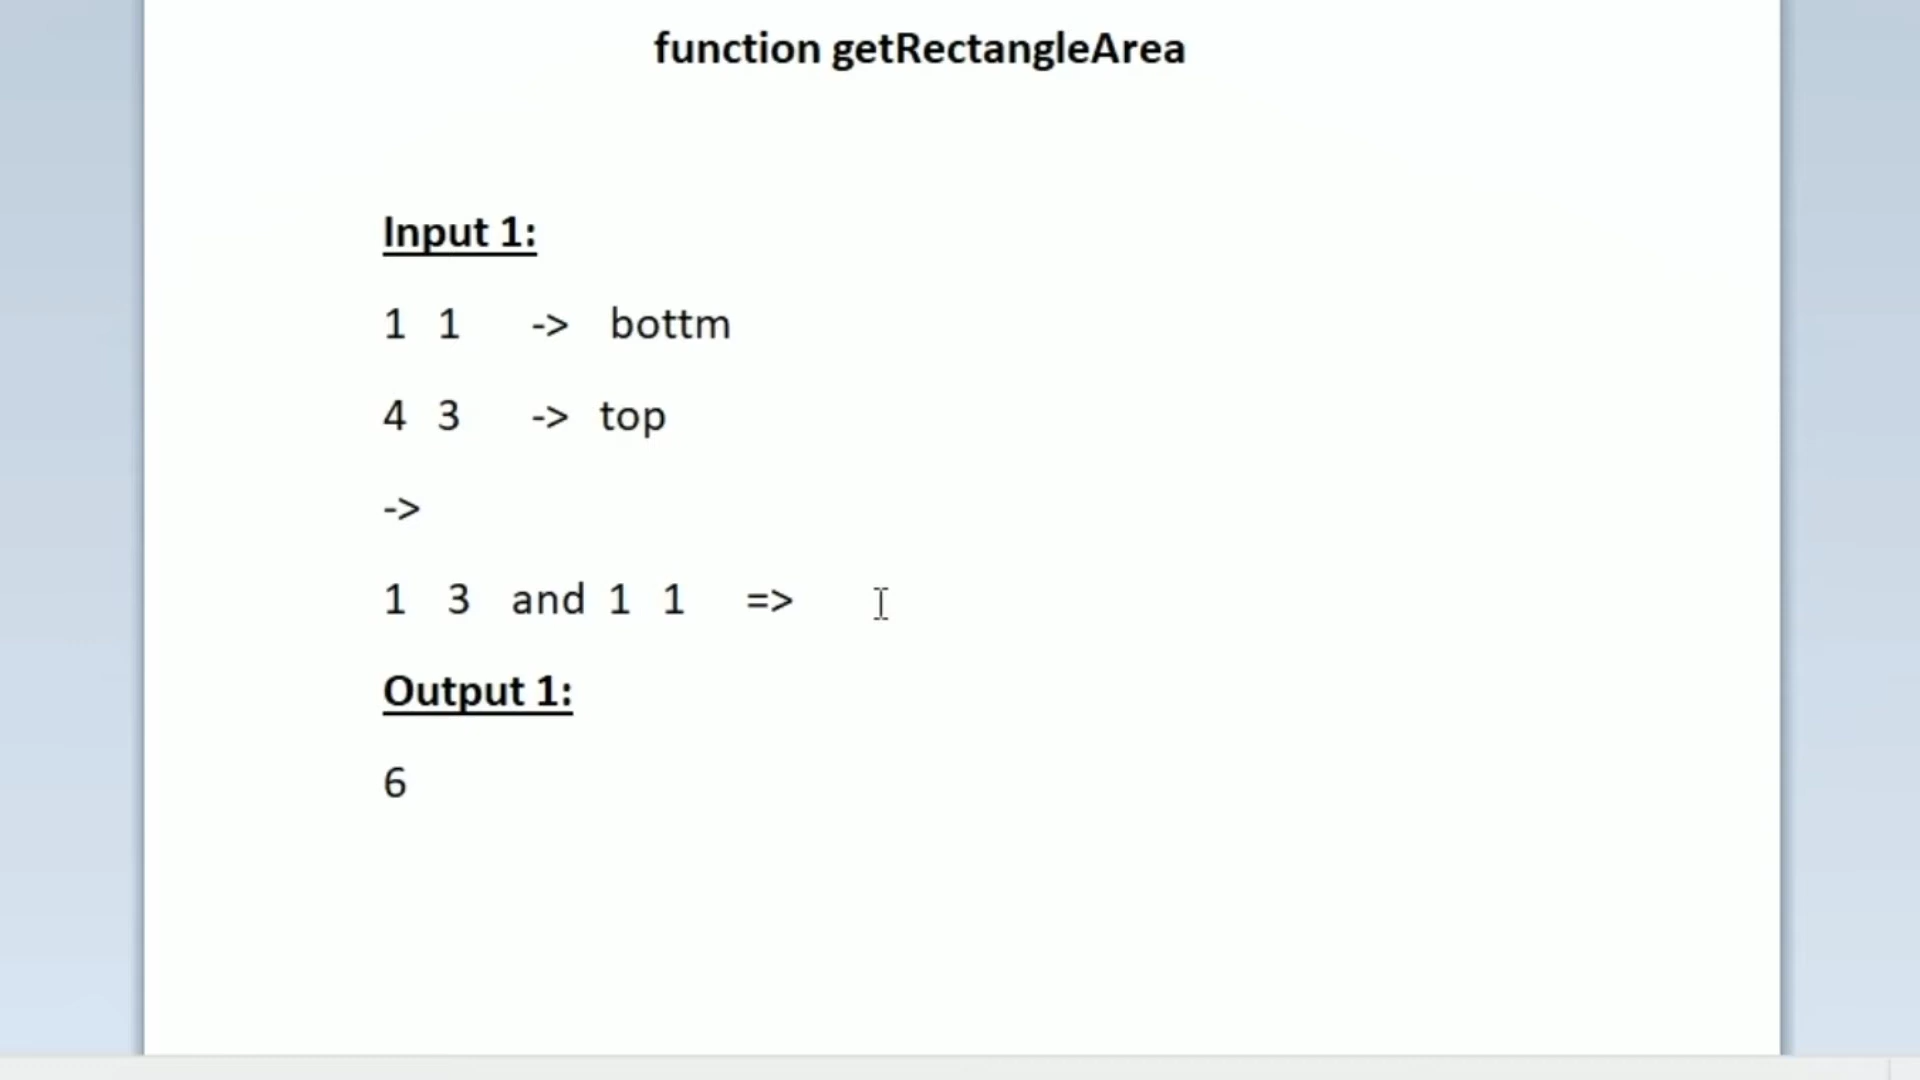 function getRectangleArea
Input 1:
1 1 -> bottm
4 3 -> top
->
1 3 and 1 1 =>
Output 1:
6